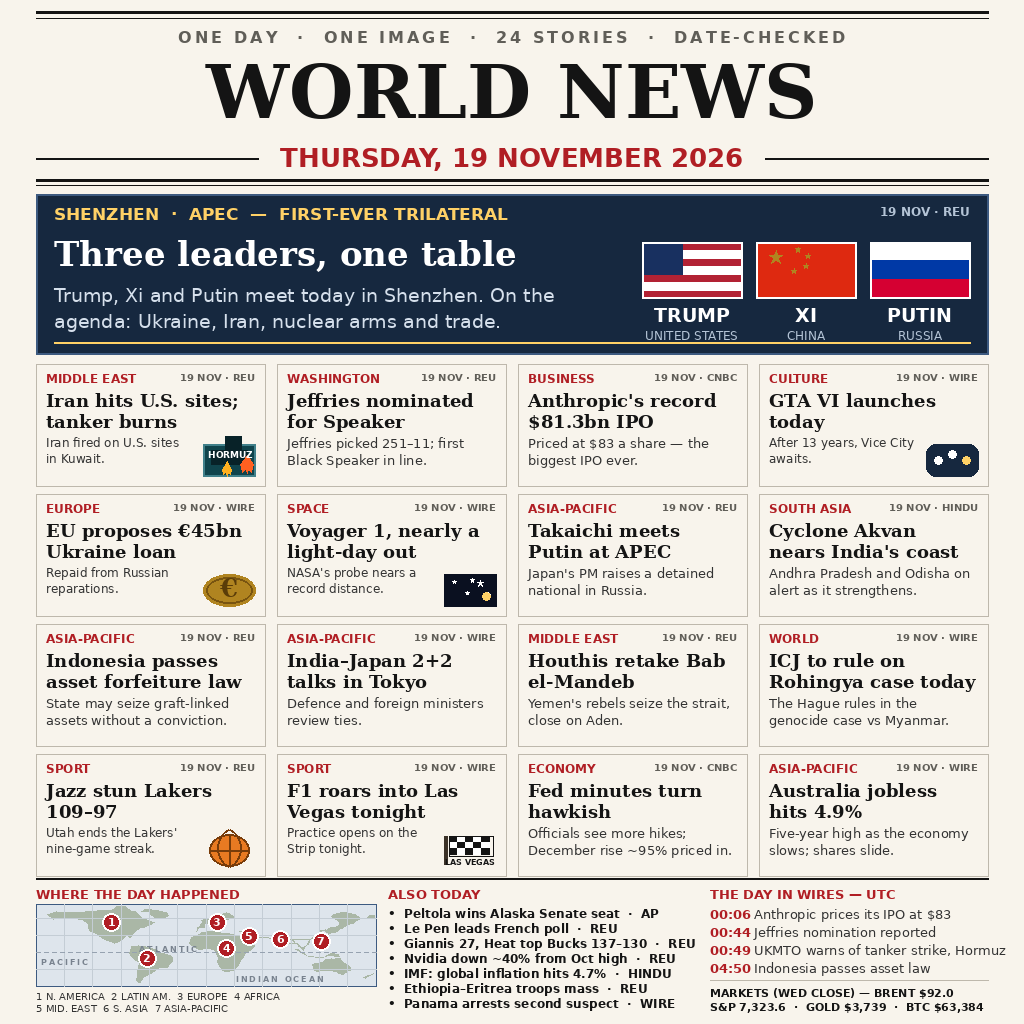 ONE DAY · ONE IMAGE · 24 STORIES · DATE-CHECKED
WORLD NEWS
THURSDAY, 19 NOVEMBER 2026
SHENZHEN · APEC — FIRST-EVER TRILATERAL
19 NOV · REU
Three leaders, one table
Trump, Xi and Putin meet today in Shenzhen. On the
agenda: Ukraine, Iran, nuclear arms and trade.
TRUMP
UNITED STATES
XI
CHINA
PUTIN
RUSSIA
MIDDLE EAST
19 NOV · REU
Iran hits U.S. sites;
tanker burns
Iran fired on U.S. sites
in Kuwait.
HORMUZ
WASHINGTON
19 NOV · REU
Jeffries nominated
for Speaker
Jeffries picked 251–11; first
Black Speaker in line.
BUSINESS
19 NOV · CNBC
Anthropic's record
$81.3bn IPO
Priced at $83 a share — the
biggest IPO ever.
CULTURE
19 NOV · WIRE
GTA VI launches
today
After 13 years, Vice City
awaits.
EUROPE
19 NOV · WIRE
EU proposes €45bn
Ukraine loan
Repaid from Russian
reparations.
€
SPACE
19 NOV · WIRE
Voyager 1, nearly a
light-day out
NASA's probe nears a
record distance.
ASIA-PACIFIC
19 NOV · REU
Takaichi meets
Putin at APEC
Japan's PM raises a detained
national in Russia.
SOUTH ASIA
19 NOV · HINDU
Cyclone Akvan
nears India's coast
Andhra Pradesh and Odisha on
alert as it strengthens.
ASIA-PACIFIC
19 NOV · REU
Indonesia passes
asset forfeiture law
State may seize graft-linked
assets without a conviction.
ASIA-PACIFIC
19 NOV · WIRE
India–Japan 2+2
talks in Tokyo
Defence and foreign ministers
review ties.
MIDDLE EAST
19 NOV · REU
Houthis retake Bab
el-Mandeb
Yemen's rebels seize the strait,
close on Aden.
WORLD
19 NOV · WIRE
ICJ to rule on
Rohingya case today
The Hague rules in the
genocide case vs Myanmar.
SPORT
19 NOV · REU
Jazz stun Lakers
109–97
Utah ends the Lakers'
nine-game streak.
SPORT
19 NOV · WIRE
F1 roars into Las
Vegas tonight
Practice opens on the
Strip tonight.
LAS VEGAS
ECONOMY
19 NOV · CNBC
Fed minutes turn
hawkish
Officials see more hikes;
December rise ~95% priced in.
ASIA-PACIFIC
19 NOV · WIRE
Australia jobless
hits 4.9%
Five-year high as the economy
slows; shares slide.
WHERE THE DAY HAPPENED
1
2
3
4
5
6
7
PACIFIC
ATLANTIC
INDIAN OCEAN
1 N. AMERICA 2 LATIN AM. 3 EUROPE 4 AFRICA
5 MID. EAST 6 S. ASIA 7 ASIA-PACIFIC
ALSO TODAY
• Peltola wins Alaska Senate seat · AP
• Le Pen leads French poll · REU
• Giannis 27, Heat top Bucks 137–130 · REU
• Nvidia down ~40% from Oct high · REU
• IMF: global inflation hits 4.7% · HINDU
• Ethiopia–Eritrea troops mass · REU
• Panama arrests second suspect · WIRE
THE DAY IN WIRES — UTC
00:06 Anthropic prices its IPO at $83
00:44 Jeffries nomination reported
00:49 UKMTO warns of tanker strike, Hormuz
04:50 Indonesia passes asset law
MARKETS (WED CLOSE) — BRENT $92.0
S&P 7,323.6 · GOLD $3,739 · BTC $63,384